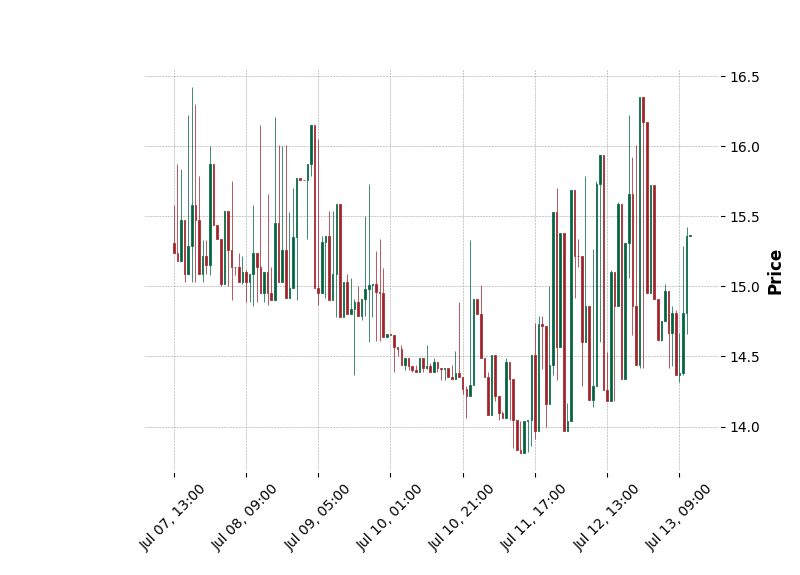 16.5
16.0
15.5
15.0
14.5
14.0
Price
Jul 07, 13:00
Jul 08, 09:00
Jul 09, 05:00
Jul 10, 01:00
Jul 10, 21:00
Jul 11, 17:00
Jul 12, 13:00
Jul 13, 09:00